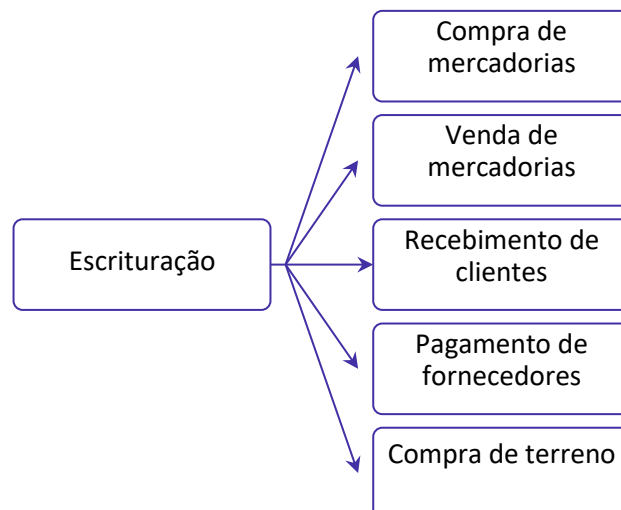 Compra de
mercadorias
Venda de
mercadorias
Escrituração
Recebimento de
clientes
Pagamento de
fornecedores
Compra de terreno